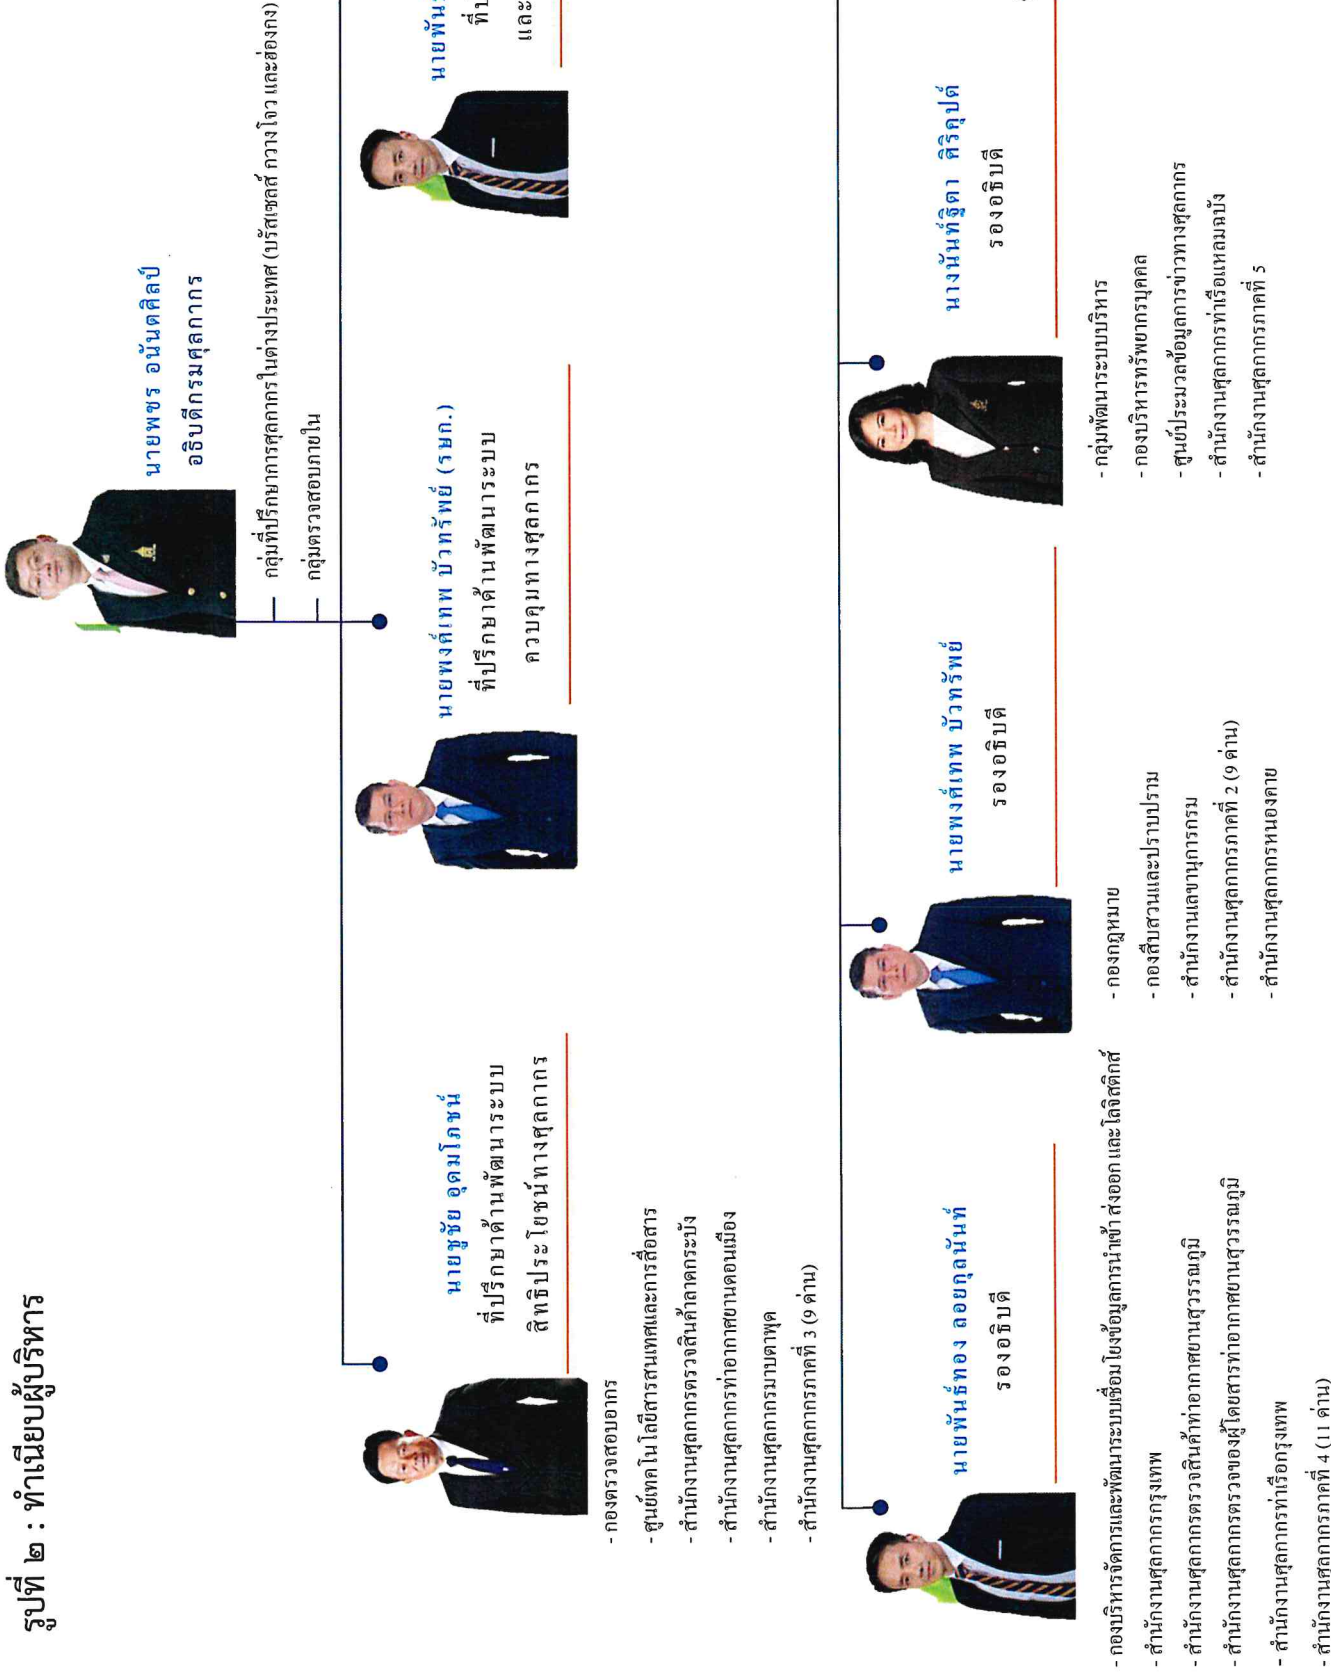 รูปที่ ๒ : ทำเนียบผู้บริหาร
นายพชร อนันตศิลป์
อธิบดีกรมศุลกากร
กลุ่มที่ปรึกษาการศุลกากรในต่างประเทศ (บรัสเซลส์ กวางโจว และฮ่องกง)
กลุ่มตรวจสอบภายใน
นายชูชัย อุดมโภชน์
ที่ปรึกษาด้านพัฒนาระบบ
สิทธิประโยชน์ทางศุลกากร
- กองตรวจสอบอากร
- ศูนย์เทคโนโลยีสารสนเทศและการสื่อสาร
- สำนักงานศุลกากรตรวจสินค้าลาดกระบัง
- สำนักงานศุลกากรท่าอากาศยานดอนเมือง
- สำนักงานศุลกากรมาบตาพุด
- สำนักงานศุลกากรภาคที่ 3 (9 ด่าน)
นายพงศ์เทพ บัวทรัพย์ (รษก.)
ที่ปรึกษาด้านพัฒนาระบบ
ควบคุมทางศุลกากร
นายพันธ
ที่ป
และ
นายพันธ์ทอง ลอยกุลนันท์
รองอธิบดี
- กองบริหารจัดการและพัฒนาระบบเชื่อมโยงข้อมูลการนำเข้า ส่งออก และโลจิสติกส์
- สำนักงานศุลกากรกรุงเทพ
- สำนักงานศุลกากรตรวจสินค้าท่าอากาศยานสุวรรณภูมิ
- สำนักงานศุลกากรตรวจของผู้โดยสารท่าอากาศยานสุวรรณภูมิ
- สำนักงานศุลกากรท่าเรือกรุงเทพ
- สำนักงานศุลกากรภาคที่ 4 (11 ด่าน)
นายพงศ์เทพ บัวทรัพย์
รองอธิบดี
- กองกฎหมาย
- กองสืบสวนและปราบปราม
- สำนักงานเลขานุการกรม
- สำนักงานศุลกากรภาคที่ 2 (9 ด่าน)
- สำนักงานศุลกากรหนองคาย
นางนันท์ฐิตา ศิริคุปต์
รองอธิบดี
- กลุ่มพัฒนาระบบบริหาร
- กองบริหารทรัพยากรบุคคล
- ศูนย์ประมวลข้อมูลการข่าวทางศุลกากร
- สำนักงานศุลกากรท่าเรือแหลมฉบัง
- สำนักงานศุลกากรภาคที่ 5